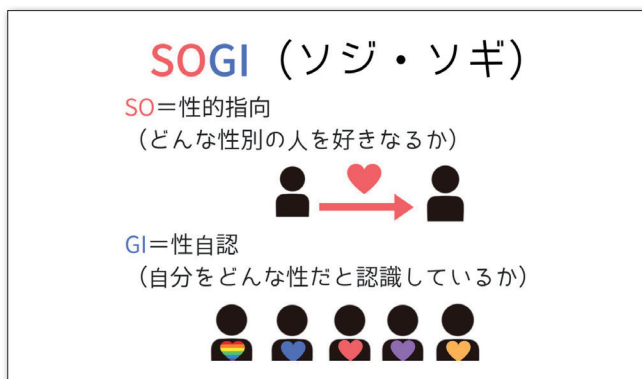 SOGI（ソジ・ソギ）
SO＝性的指向
（どんな性別の人を好きなるか）
GI＝性自認
（自分をどんな性だと認識しているか）